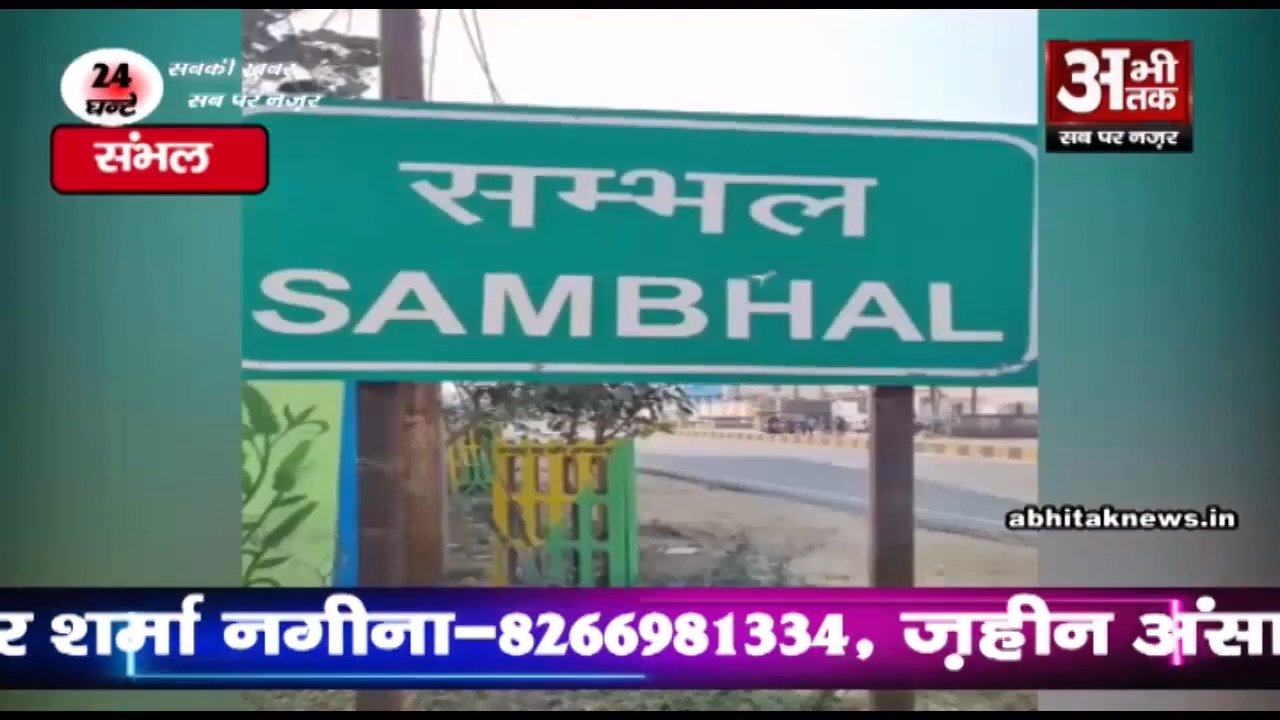 24
घन्टे
सबकी ख़बर
सब पर नज़र
संभल
अभी
तक
सब पर नज़र
सम्भल
SAMBHAL
abhitaknews.in
र शर्मा नगीना-8266981334, ज़हीन अंसा